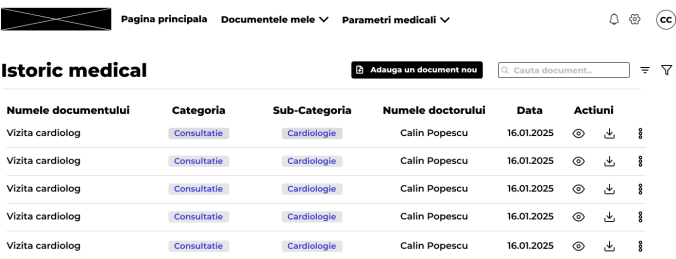 Pagina principala Documentele mele Parametri medicali CC
Istoric medical Adauga un document nou Cauta document..
Numele documentului Categoria Sub-Categoria Numele doctorului Data Actiuni
Vizita cardiolog Consultatie Cardiologie Calin Popescu 16.01.2025
Vizita cardiolog Consultatie Cardiologie Calin Popescu 16.01.2025
Vizita cardiolog Consultatie Cardiologie Calin Popescu 16.01.2025
Vizita cardiolog Consultatie Cardiologie Calin Popescu 16.01.2025
Vizita cardiolog Consultatie Cardiologie Calin Popescu 16.01.2025